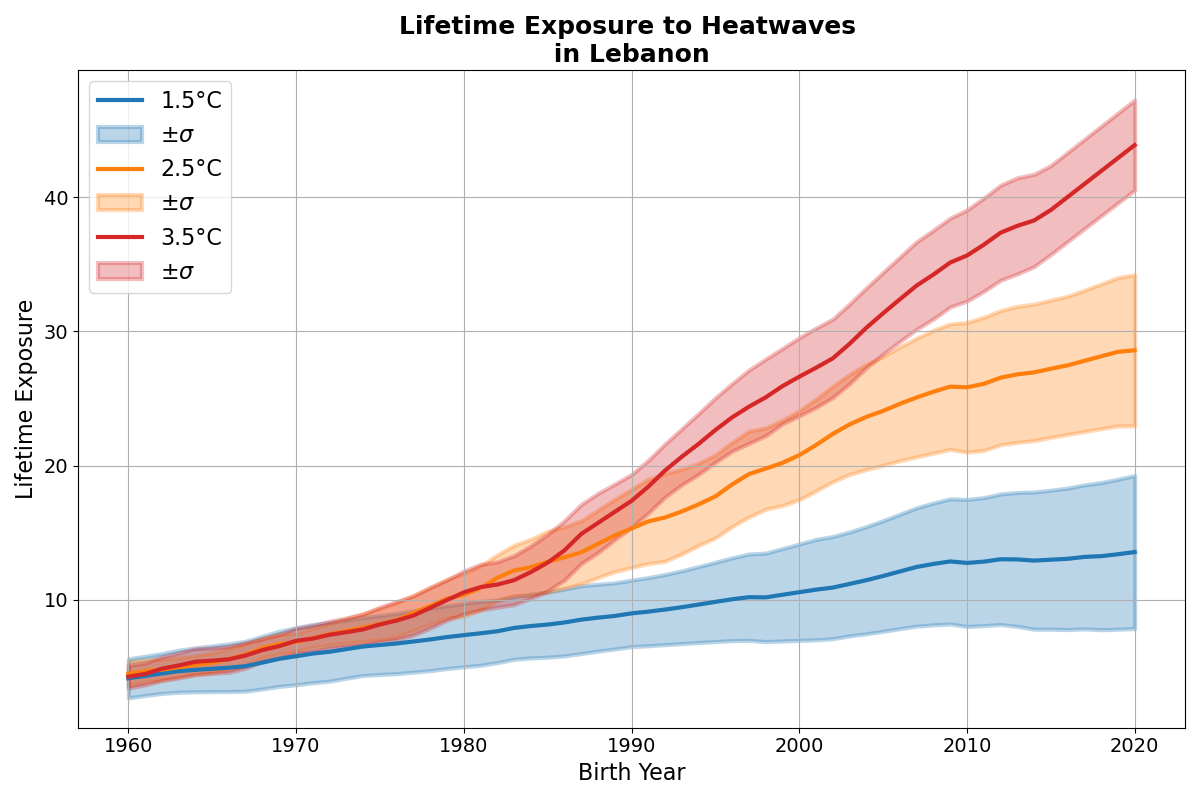 Lifetime Exposure to Heatwaves
in Lebanon
1.5°C
±σ
2.5°C
±σ
3.5°C
±σ
Lifetime Exposure
40
30
20
10
1960 1970 1980 1990 2000 2010 2020
Birth Year